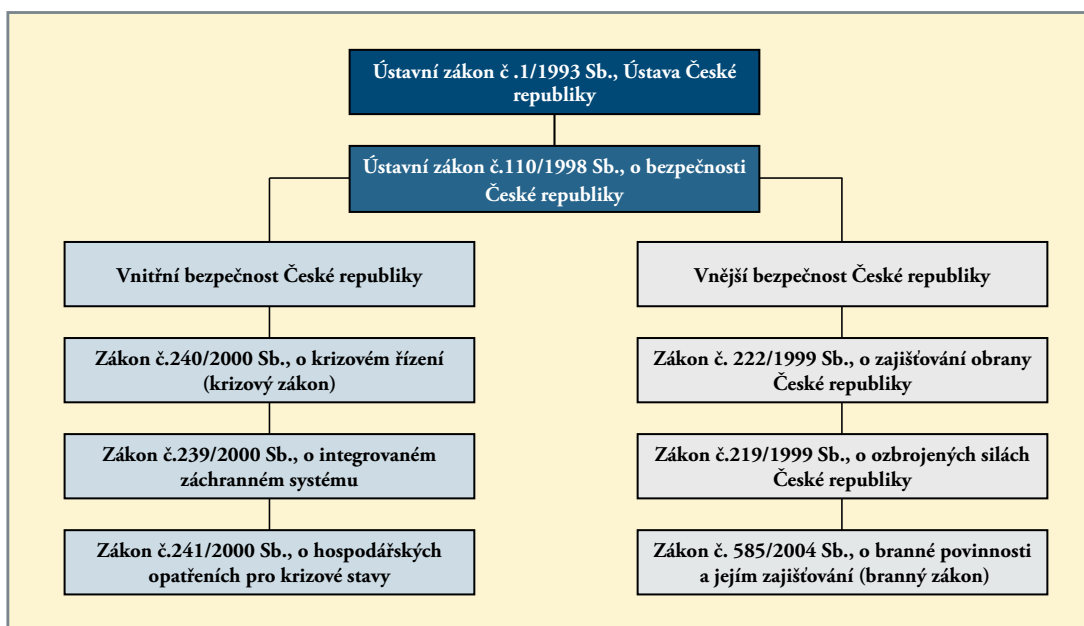 Ústavní zákon č .1/1993 Sb., Ústava České
republiky
Ústavní zákon č.110/1998 Sb., o bezpečnosti
České republiky
Vnitřní bezpečnost České republiky
Zákon č.240/2000 Sb., o krizovém řízení
(krizový zákon)
Zákon č.239/2000 Sb., o integrovaném
záchranném systému
Zákon č.241/2000 Sb., o hospodářských
opatřeních pro krizové stavy
Vnější bezpečnost České republiky
Zákon č. 222/1999 Sb., o zajišťování obrany
České republiky
Zákon č.219/1999 Sb., o ozbrojených silách
České republiky
Zákon č. 585/2004 Sb., o branné povinnosti
a jejím zajišťování (branný zákon)